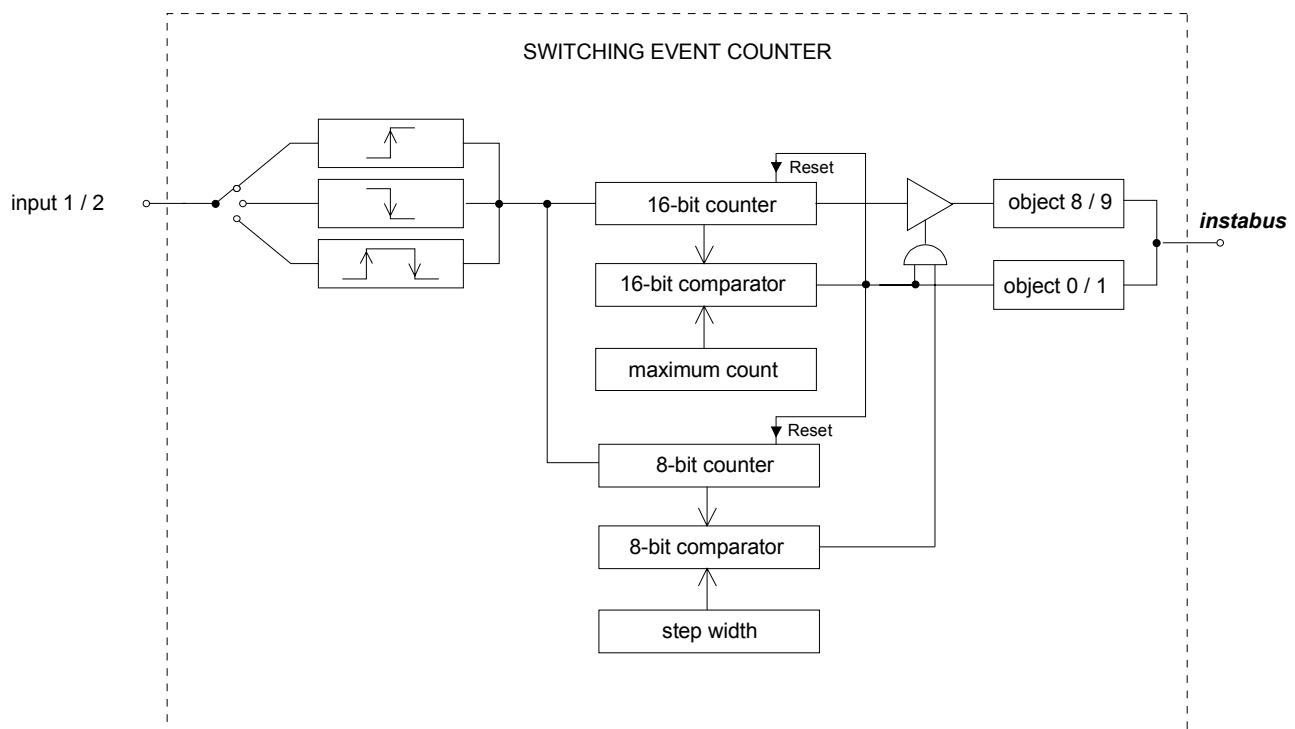 SWITCHING EVENT COUNTER
input 1 / 2
Reset
16-bit counter
object 8 / 9
instabus
16-bit comparator
object 0 / 1
maximum count
Reset
8-bit counter
8-bit comparator
step width